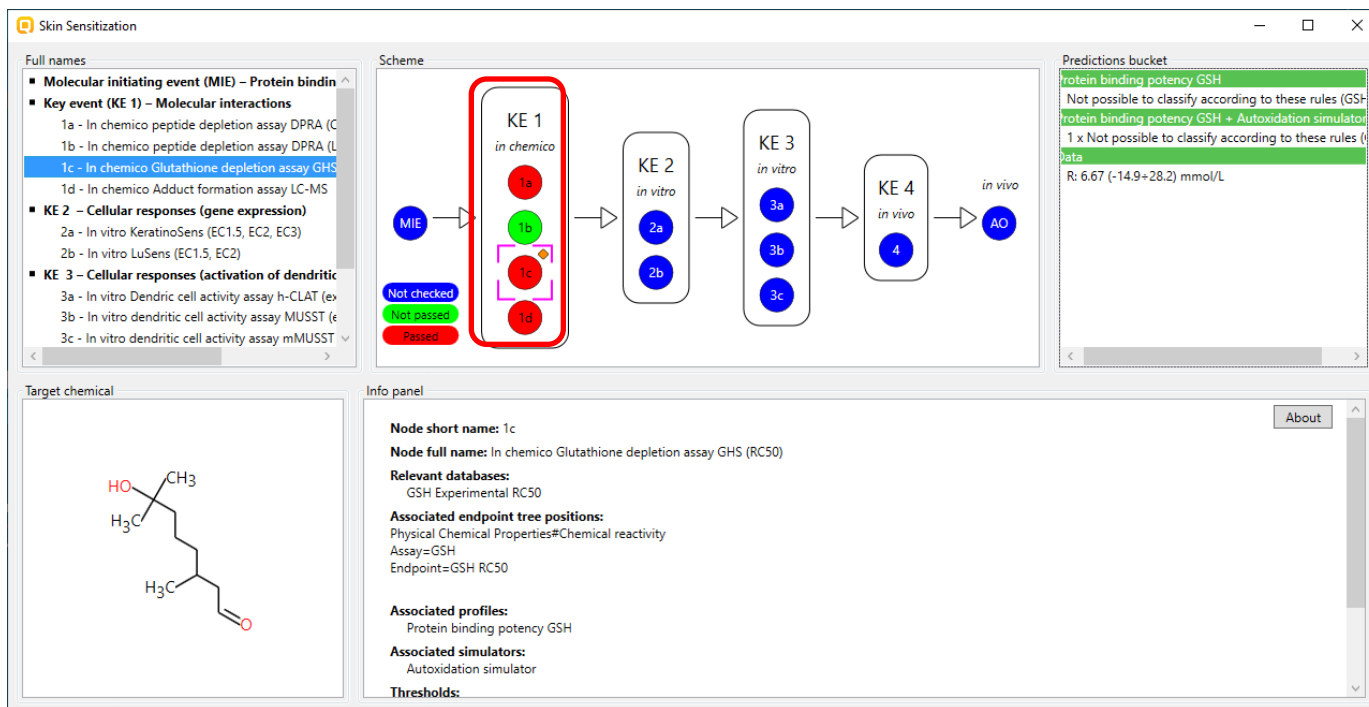 Skin Sensitization
Full names
Molecular initiating event (MIE) – Protein bindin
Key event (KE 1) – Molecular interactions
1a - In chemico peptide depletion assay DPRA (C
1b - In chemico peptide depletion assay DPRA (L
1c - In chemico Glutathione depletion assay GHS
1d - In chemico Adduct formation assay LC-MS
KE 2 – Cellular responses (gene expression)
2a - In vitro KeratinoSens (EC1.5, EC2, EC3)
2b - In vitro LuSens (EC1.5, EC2)
KE 3 – Cellular responses (activation of dendritic
3a - In vitro Dendric cell activity assay h-CLAT (ex
3b - In vitro dendritic cell activity assay MUSST (e
3c - In vitro dendritic cell activity assay mMUSST
Scheme
MIE
KE 1
in chemico
1a
1b
1c
1d
KE 2
in vitro
2a
2b
KE 3
in vitro
3a
3b
3c
KE 4
in vivo
4
in vivo
AO
Not checked
Not passed
Passed
Predictions bucket
rotein binding potency GSH
Not possible to classify according to these rules (GSH
rotein binding potency GSH + Autoxidation simulator
1 x Not possible to classify according to these rules (
ata
R: 6.67 (-14.9÷28.2) mmol/L
Target chemical
HO
CH3
H3C
H3C
O
Info panel
About
Node short name: 1c
Node full name: In chemico Glutathione depletion assay GHS (RC50)
Relevant databases:
GSH Experimental RC50
Associated endpoint tree positions:
Physical Chemical Properties#Chemical reactivity
Assay=GSH
Endpoint=GSH RC50
Associated profiles:
Protein binding potency GSH
Associated simulators:
Autoxidation simulator
Thresholds: